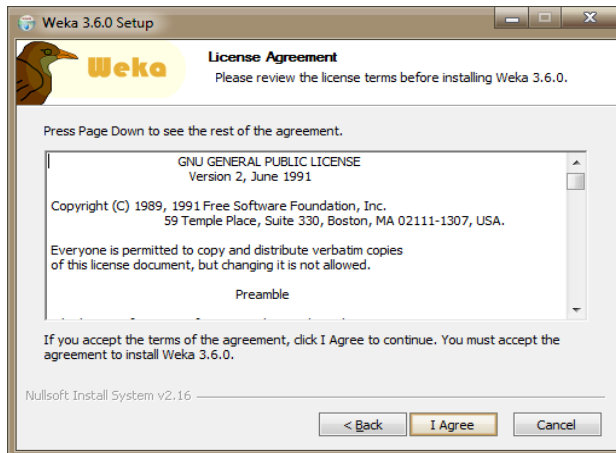 Weka 3.6.0 Setup
Weka
License Agreement
Please review the license terms before installing Weka 3.6.0.
Press Page Down to see the rest of the agreement.
GNU GENERAL PUBLIC LICENSE
Version 2, June 1991
Copyright (C) 1989, 1991 Free Software Foundation, Inc.
59 Temple Place, Suite 330, Boston, MA 02111-1307, USA.
Everyone is permitted to copy and distribute verbatim copies
of this license document, but changing it is not allowed.
Preamble
If you accept the terms of the agreement, click I Agree to continue. You must accept the
agreement to install Weka 3.6.0.
Nullsoft Install System v2.16
< Back
I Agree
Cancel